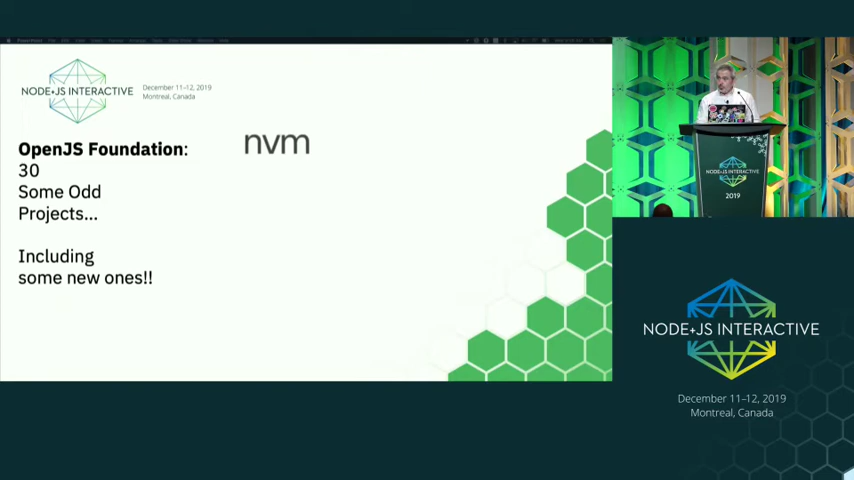 NODE+JS INTERACTIVE
December 11-12, 2019
Montreal, Canada
OpenJS Foundation:
30
Some Odd
Projects...
Including
some new ones!!
nvm
NODE+JS INTERACTIVE
2019
NODE+JS INTERACTIVE
December 11-12, 2019
Montreal, Canada